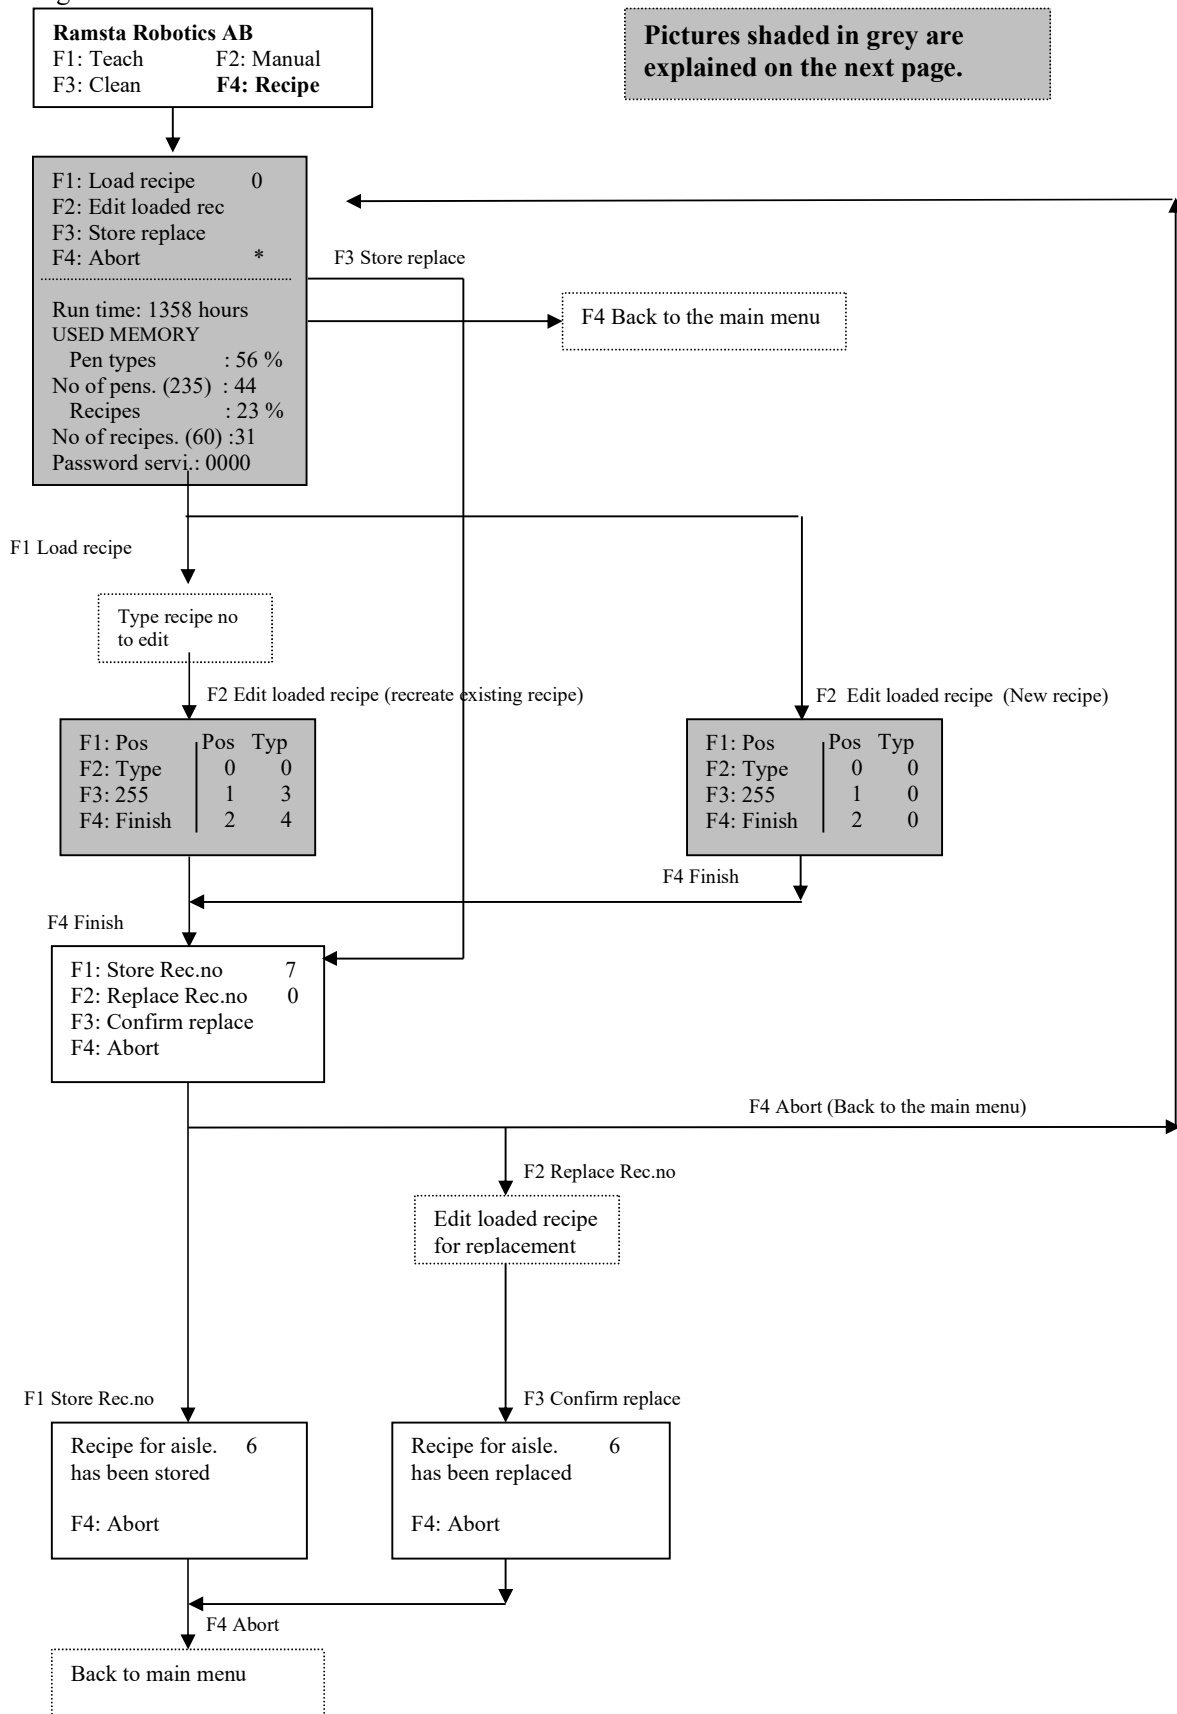 Ramsta Robotics AB
F1: Teach F2: Manual
F3: Clean F4: Recipe
Pictures shaded in grey are
explained on the next page.
F1: Load recipe 0
F2: Edit loaded rec
F3: Store replace
F4: Abort *
Run time: 1358 hours
USED MEMORY
Pen types : 56 %
No of pens. (235) : 44
Recipes : 23 %
No of recipes. (60) :31
Password servi.: 0000
F3 Store replace
F4 Back to the main menu
F1 Load recipe
Type recipe no
to edit
F2 Edit loaded recipe (recreate existing recipe)
F2 Edit loaded recipe (New recipe)
F1: Pos Pos Typ
F2: Type 0 0
F3: 255 1 3
F4: Finish 2 4
F1: Pos Pos Typ
F2: Type 0 0
F3: 255 1 0
F4: Finish 2 0
F4 Finish
F4 Finish
F1: Store Rec.no 7
F2: Replace Rec.no 0
F3: Confirm replace
F4: Abort
F4 Abort (Back to the main menu)
F2 Replace Rec.no
Edit loaded recipe
for replacement
F1 Store Rec.no
F3 Confirm replace
Recipe for aisle. 6
has been stored
F4: Abort
Recipe for aisle. 6
has been replaced
F4: Abort
F4 Abort
Back to main menu